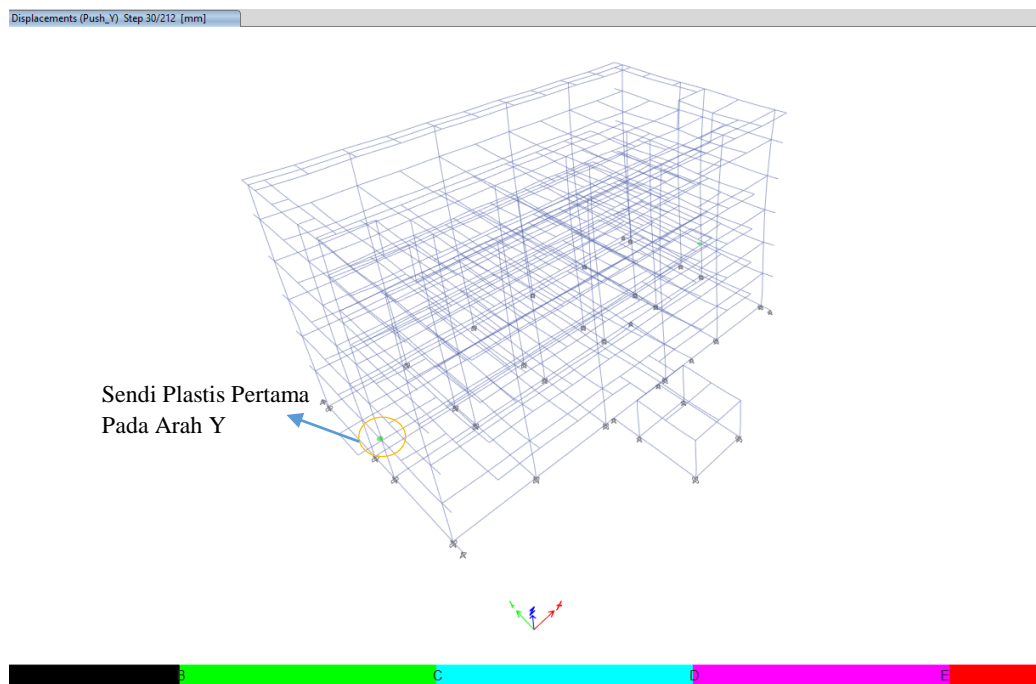 Displacements (Push_Y) Step 30/212 [mm]
Sendi Plastis Pertama
Pada Arah Y
B
C
D
E